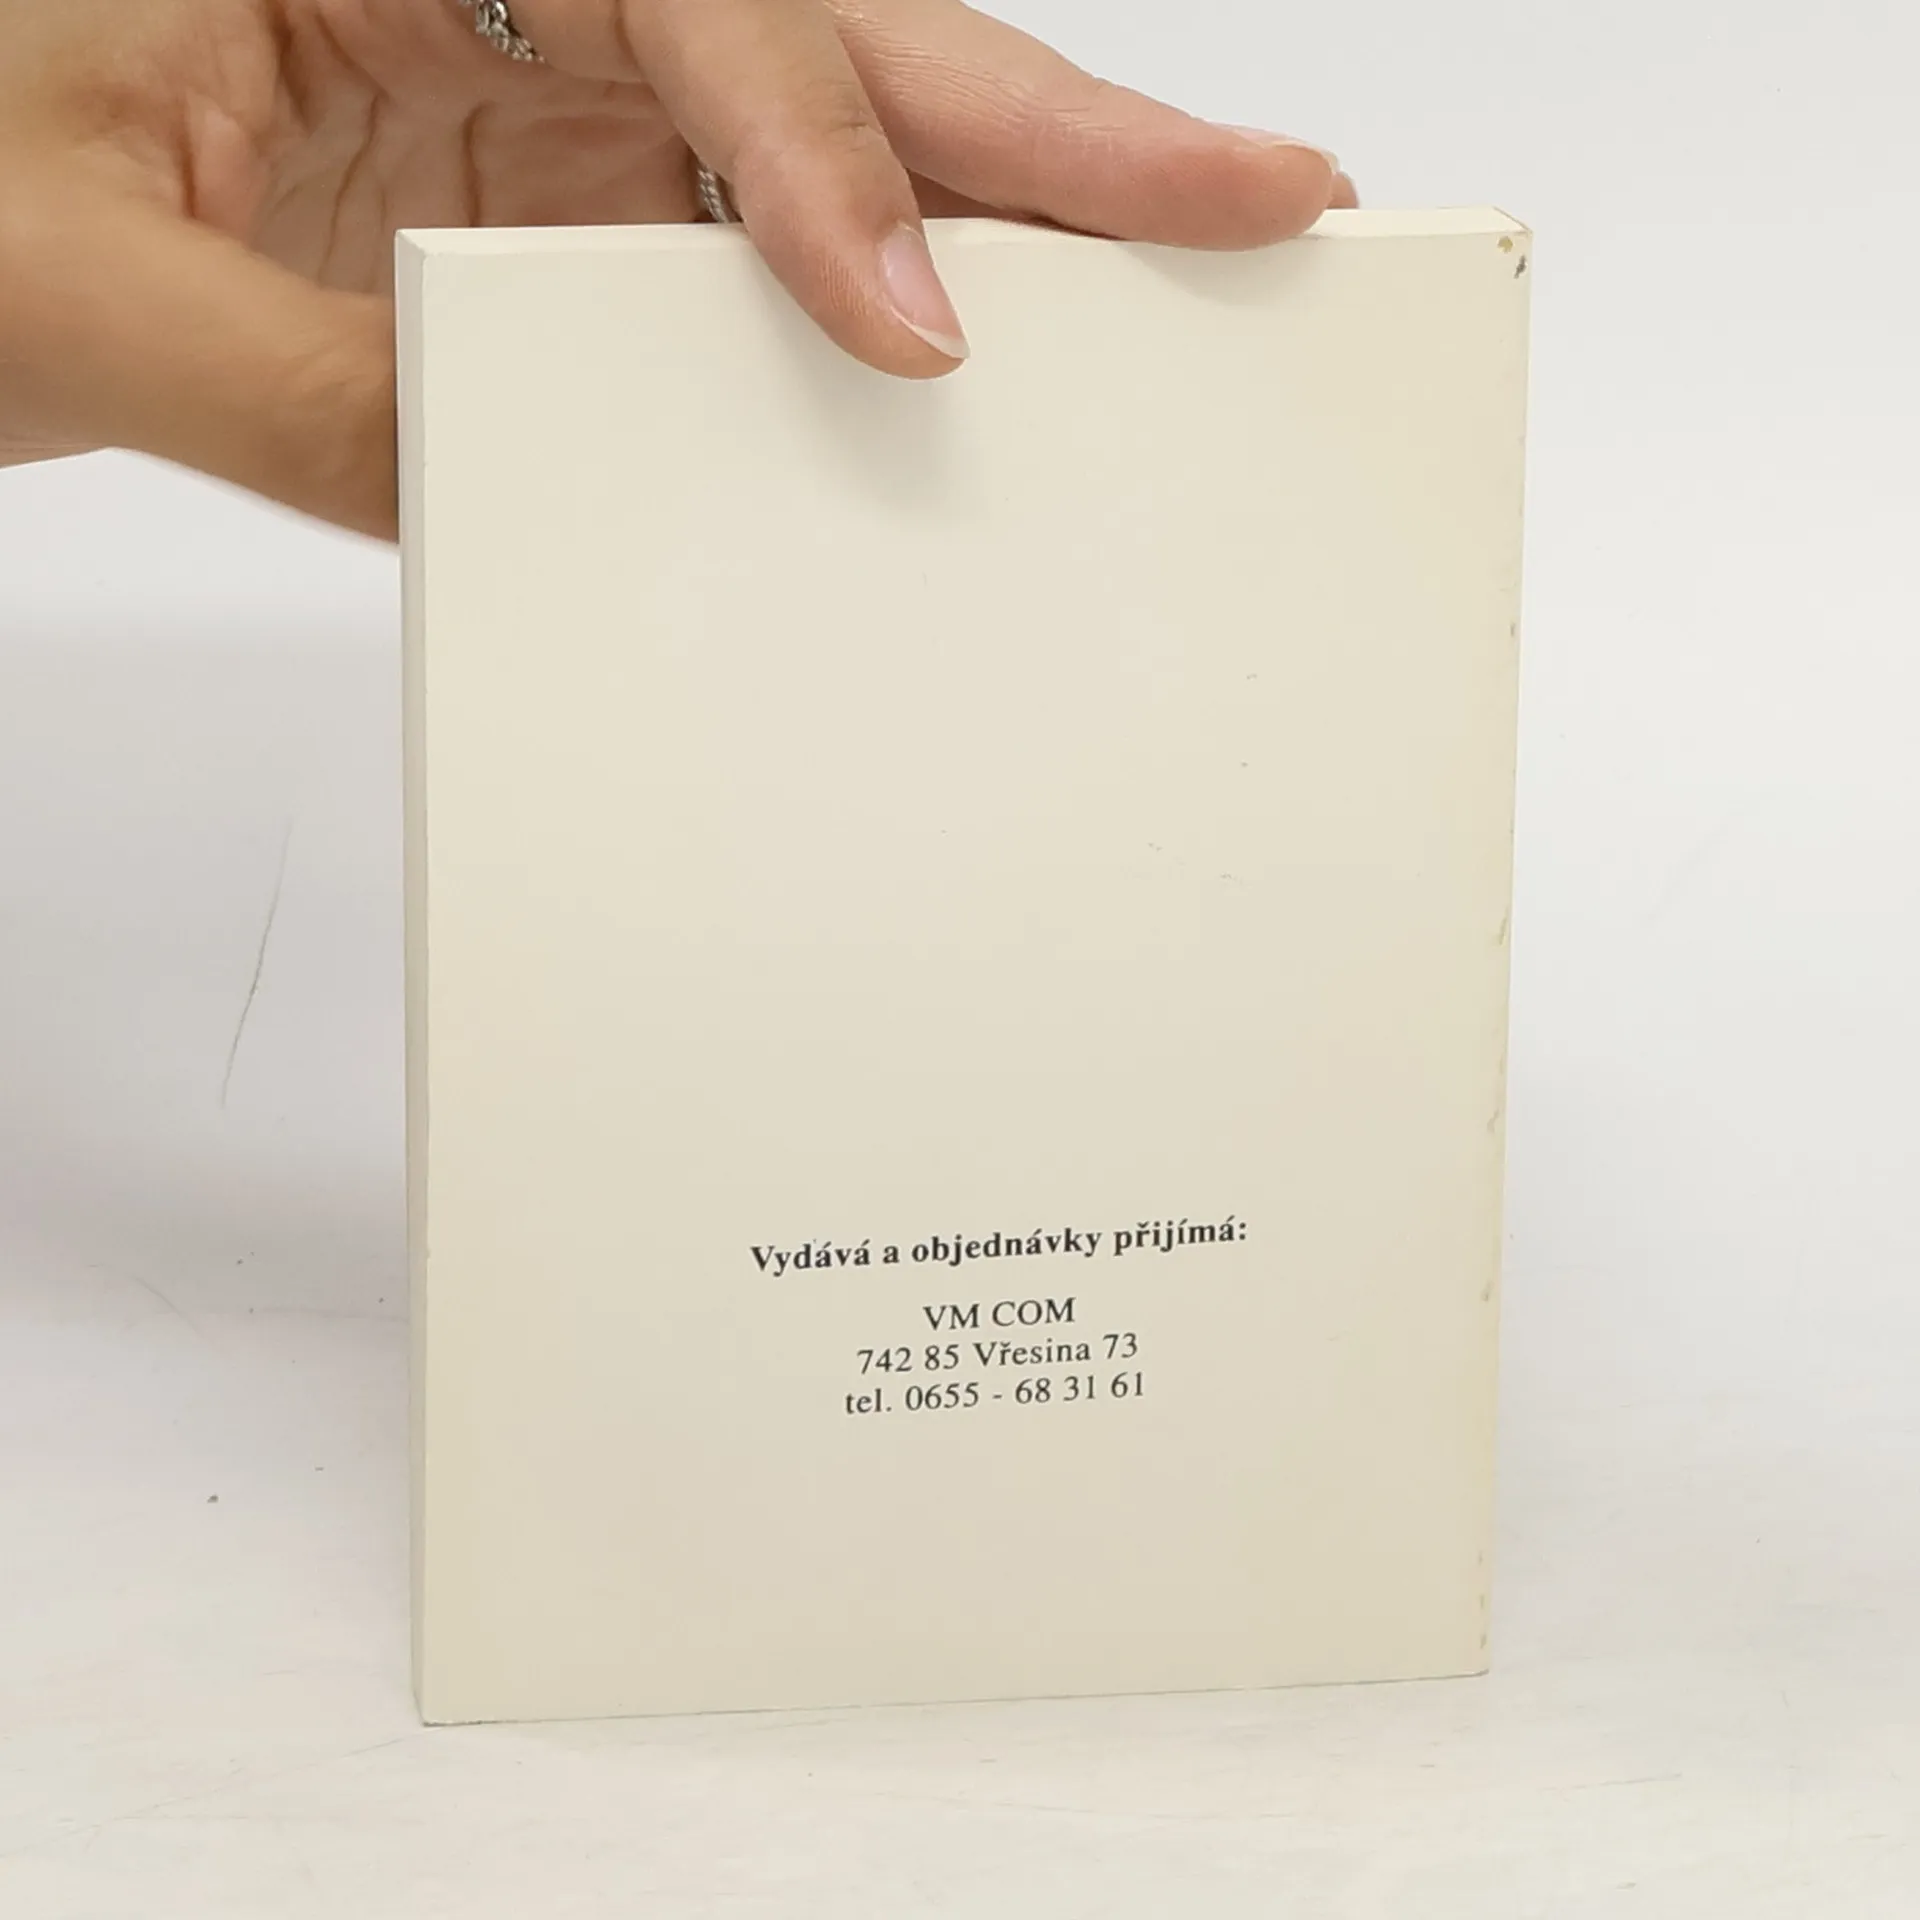 Vydává a objednávky přijímá:
VM COM
742 85 Vřesina 73
tel. 0655 - 68 31 61